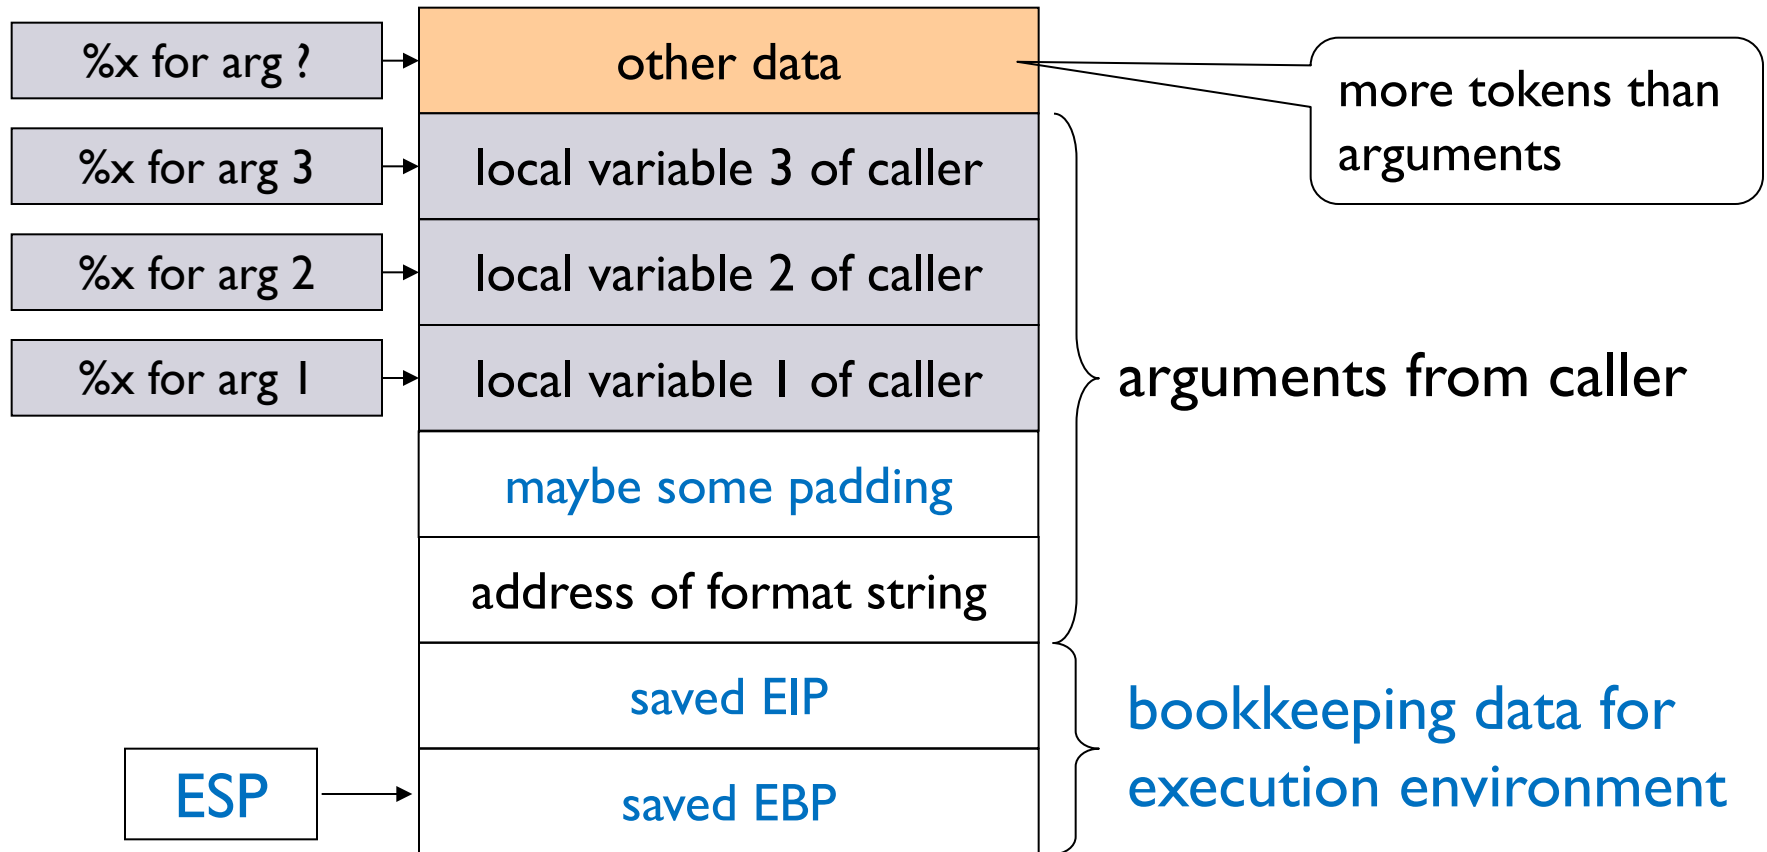 %x for arg ?
other data
more tokens than
arguments
%x for arg 3
local variable 3 of caller
%x for arg 2
local variable 2 of caller
%x for arg 1
local variable 1 of caller
arguments from caller
maybe some padding
address of format string
saved EIP
bookkeeping data for
execution environment
ESP
saved EBP